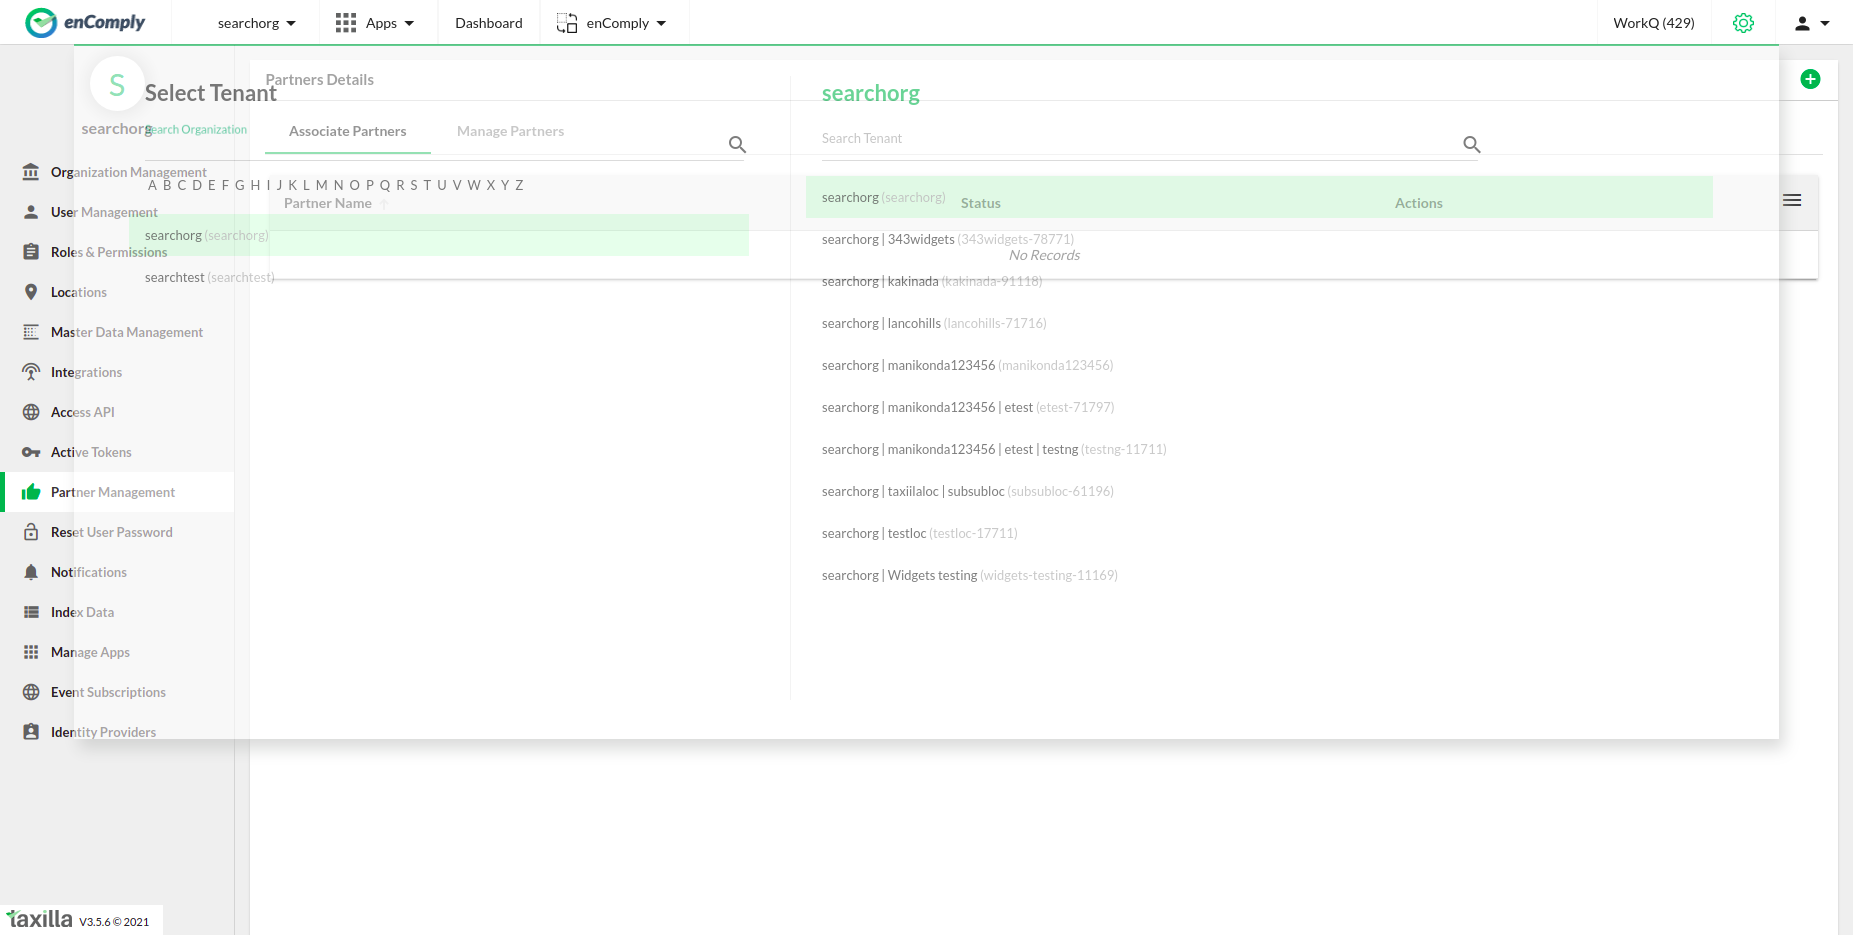 enComply
searchorg
Apps
Dashboard
enComply
WorkQ (429)
S
searchorg
Organization Management
User Management
Roles & Permissions
Locations
Master Data Management
Integrations
Access API
Active Tokens
Partner Management
Reset User Password
Notifications
Index Data
Manage Apps
Event Subscriptions
Identity Providers
taxilla V3.5.6 © 2021
Partners Details
Associate Partners
Manage Partners
Partner Name
Status
Actions
No Records
Select Tenant
Search Organization
A B C D E F G H I J K L M N O P Q R S T U V W X Y Z
searchorg (searchorg)
searchtest (searchtest)
searchorg
Search Tenant
searchorg (searchorg)
searchorg | 343widgets (343widgets-78771)
searchorg | kakinada (kakinada-91118)
searchorg | lancohills (lancohills-71716)
searchorg | manikonda123456 (manikonda123456)
searchorg | manikonda123456 | etest (etest-71797)
searchorg | manikonda123456 | etest | testng (testng-11711)
searchorg | taxiilaloc | subsubloc (subsubloc-61196)
searchorg | testloc (testloc-17711)
searchorg | Widgets testing (widgets-testing-11169)